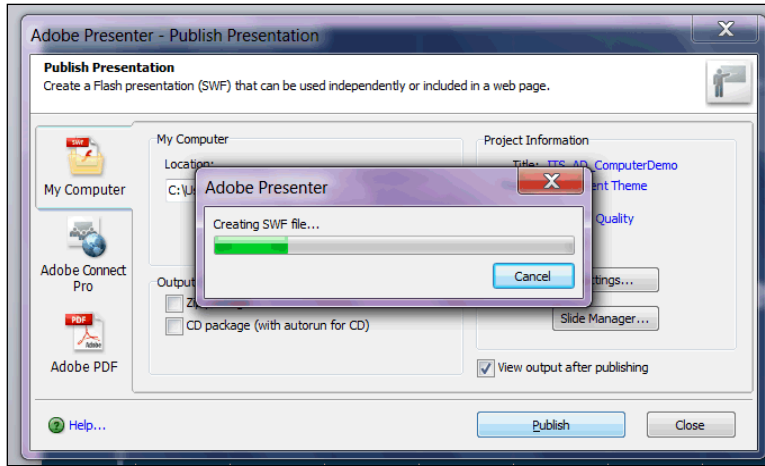 Adobe Presenter - Publish Presentation
X
Publish Presentation
Create a Flash presentation (SWF) that can be used independently or included in a web page.
SWF
My Computer
Adobe Connect
Pro
PDF
Adobe
Adobe PDF
My Computer
Location:
C:\Us
Output
CD package (with autorun for CD)
Project Information
Title: ITS_AD_ComputerDemo
Theme
Quality
Slide Manager...
View output after publishing
Adobe Presenter
X
Creating SWF file...
Cancel
Help...
Publish
Close